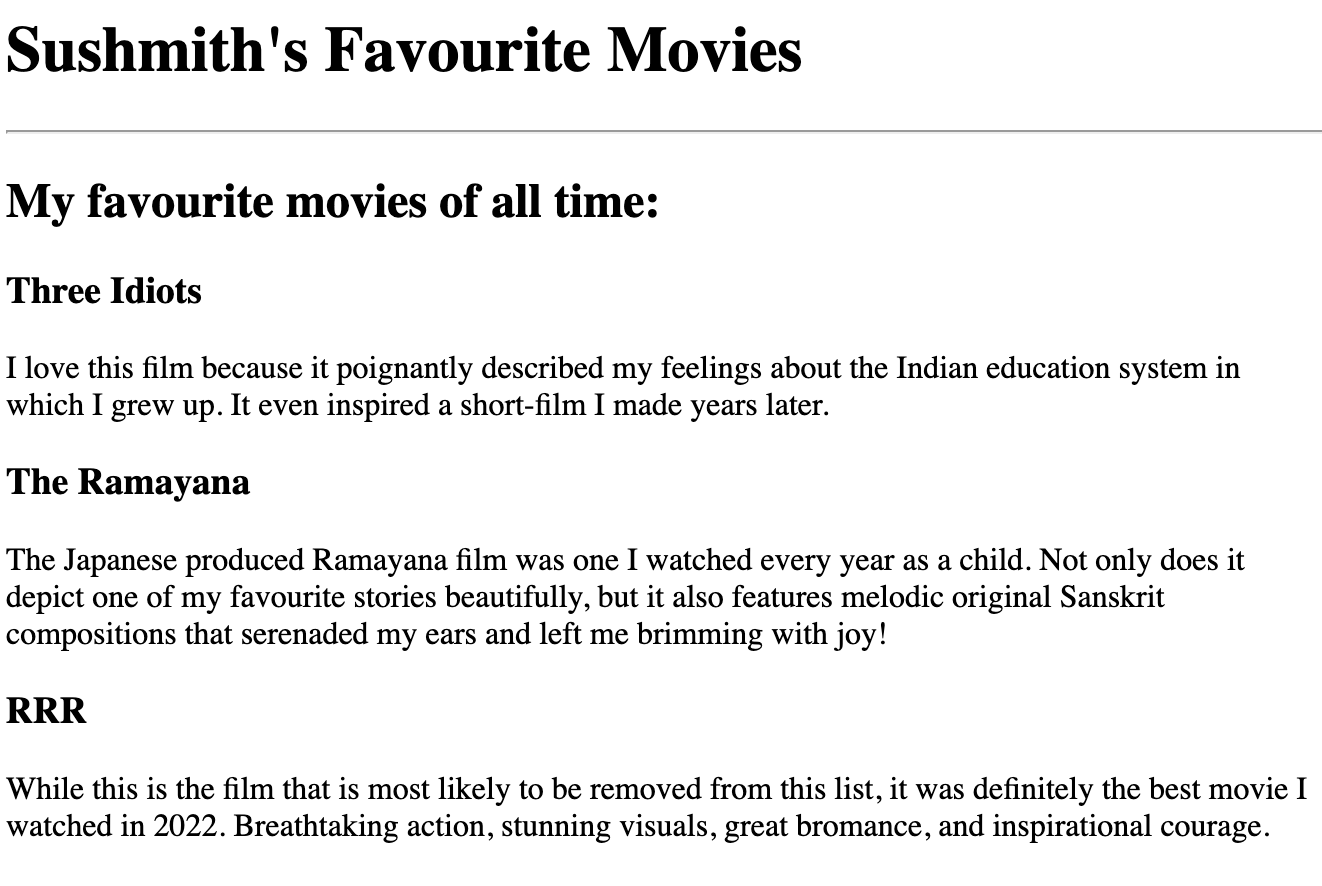 Sushmith's Favourite Movies
My favourite movies of all time:
Three Idiots
I love this film because it poignantly described my feelings about the Indian education system in
which I grew up. It even inspired a short-film I made years later.
The Ramayana
The Japanese produced Ramayana film was one I watched every year as a child. Not only does it
depict one of my favourite stories beautifully, but it also features melodic original Sanskrit
compositions that serenaded my ears and left me brimming with joy!
RRR
While this is the film that is most likely to be removed from this list, it was definitely the best movie I
watched in 2022. Breathtaking action, stunning visuals, great bromance, and inspirational courage.